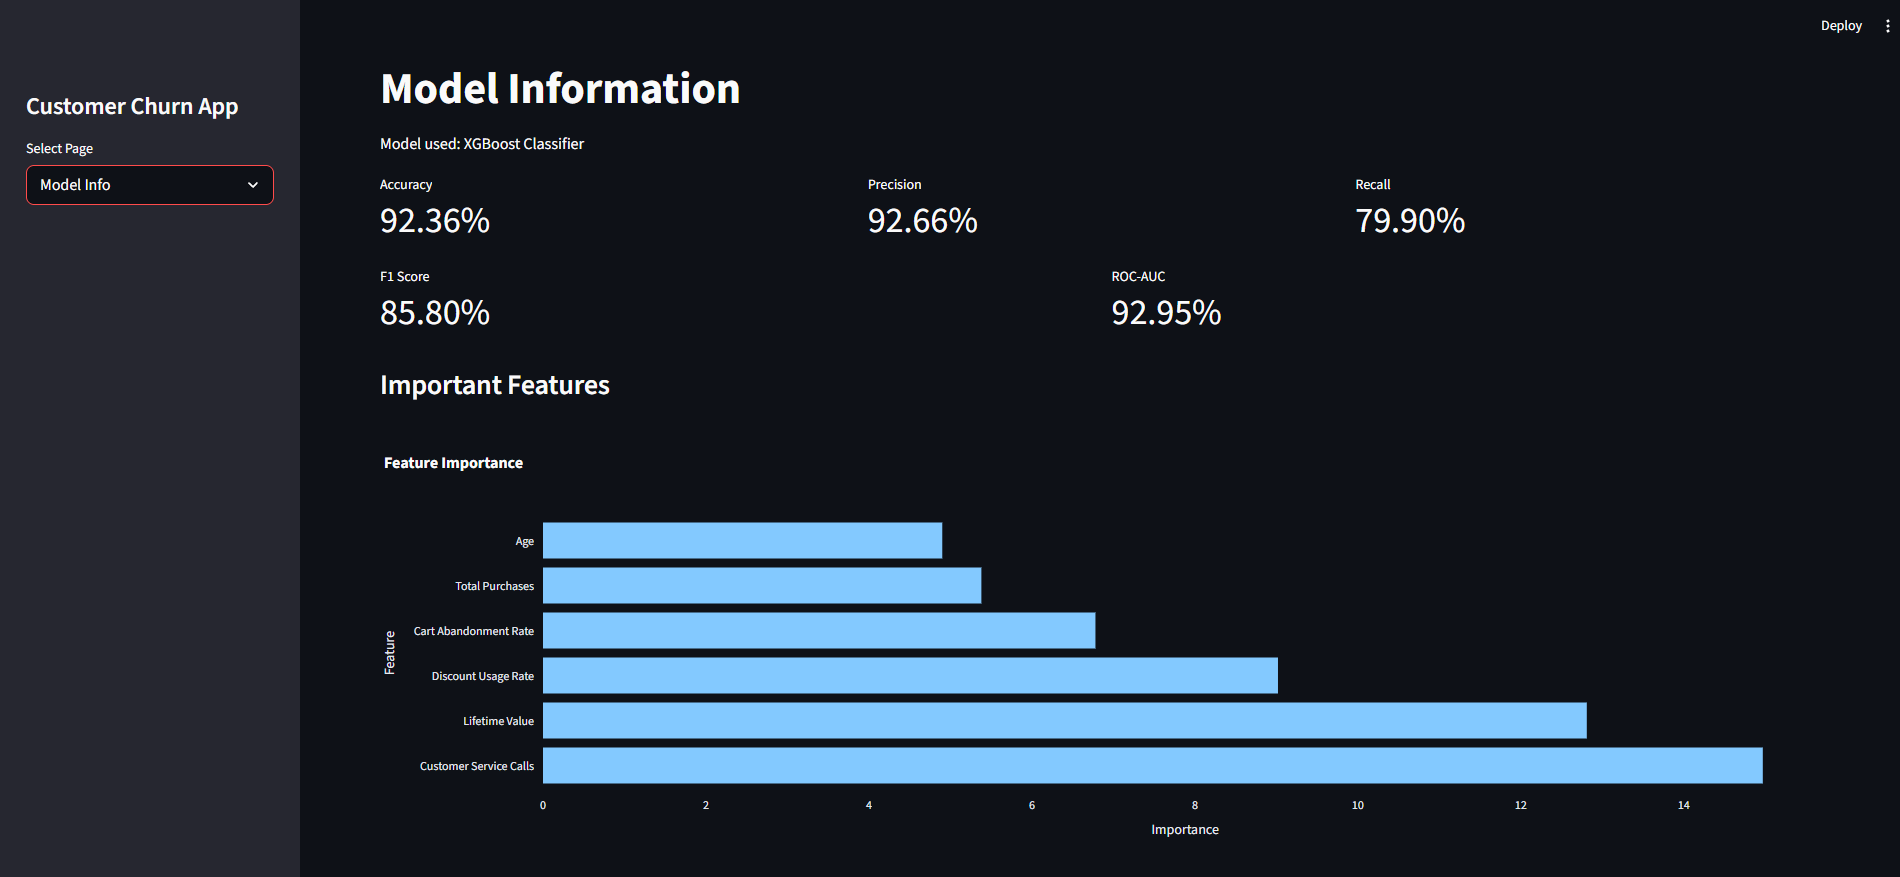 Deploy
Customer Churn App
Select Page
Model Info
Model Information
Model used: XGBoost Classifier
Accuracy
92.36%
Precision
92.66%
Recall
79.90%
F1 Score
85.80%
ROC-AUC
92.95%
Important Features
Feature Importance
Feature
Age
Total Purchases
Cart Abandonment Rate
Discount Usage Rate
Lifetime Value
Customer Service Calls
0 2 4 6 8 10 12 14
Importance